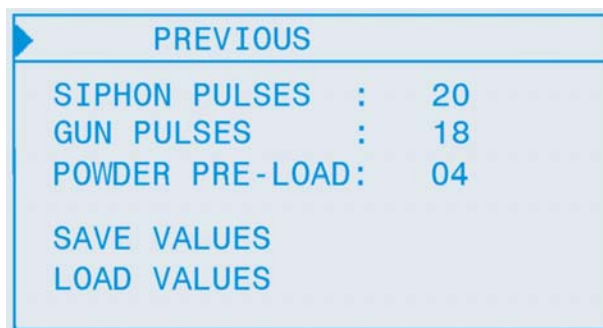 PREVIOUS
SIPHON PULSES : 20
GUN PULSES : 18
POWDER PRE-LOAD: 04
SAVE VALUES
LOAD VALUES